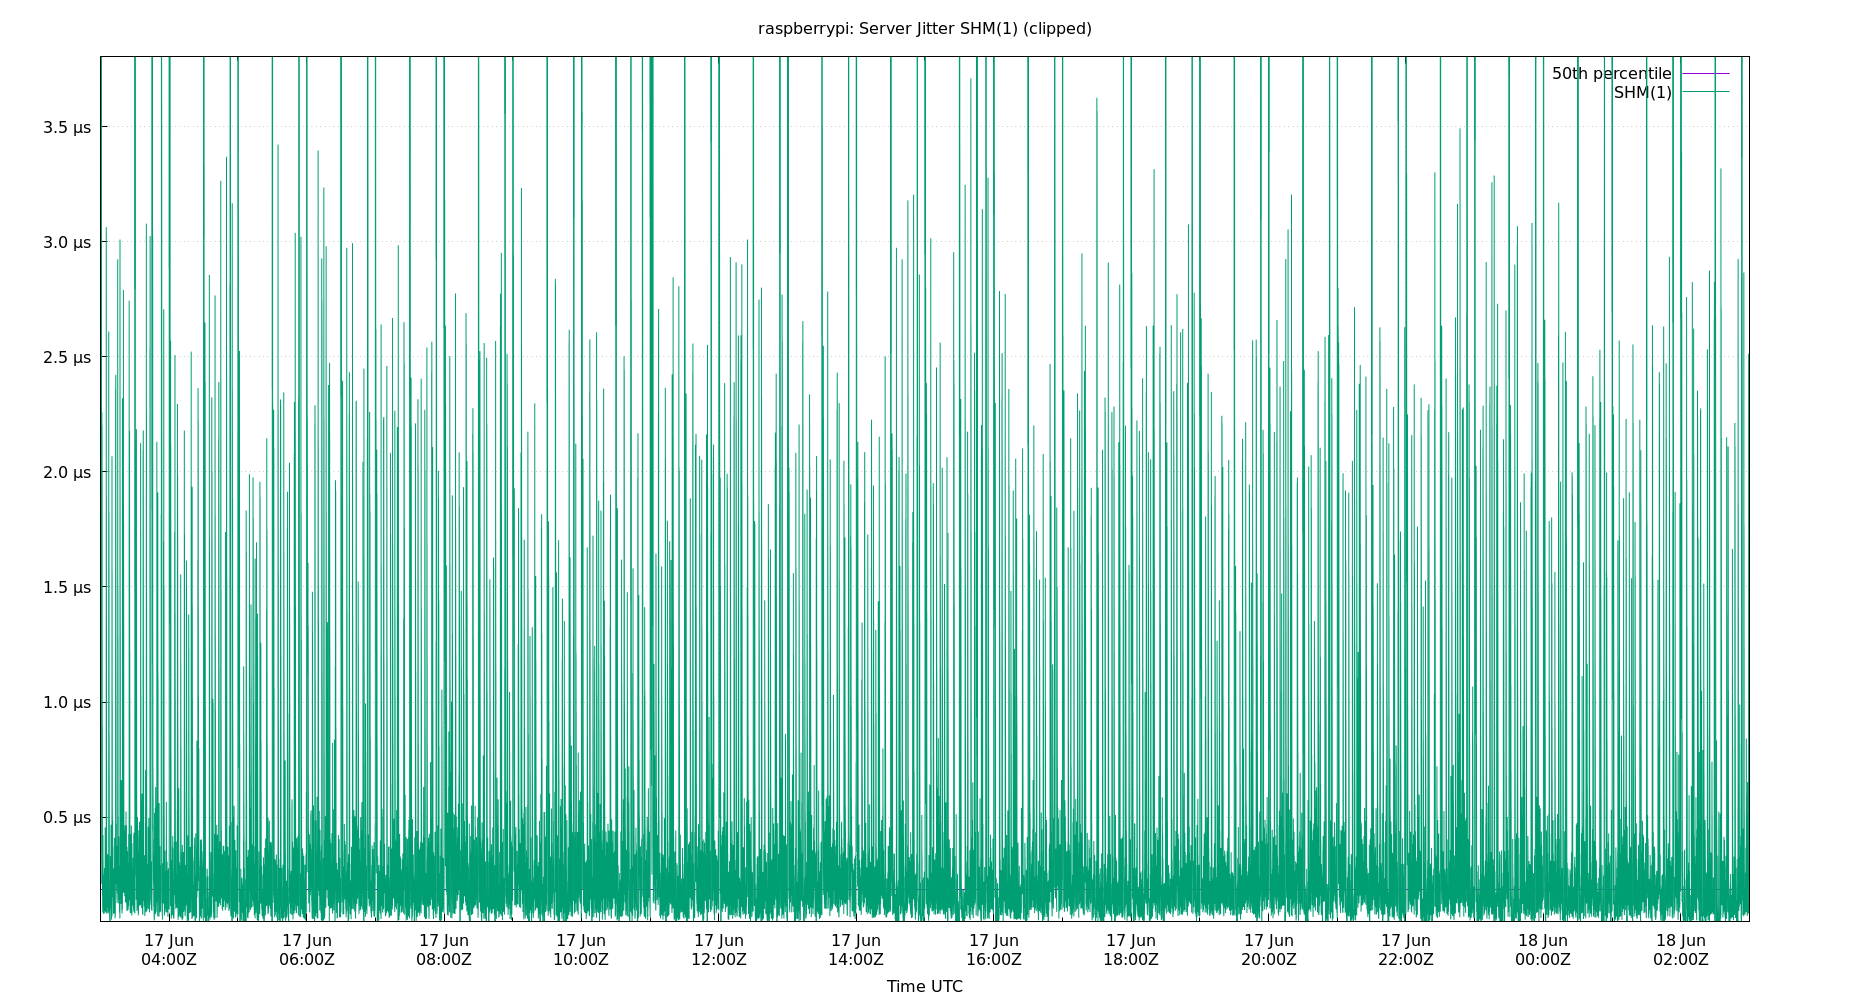 raspberrypi: Server Jitter SHM(1) (clipped)
50th percentile
SHM(1)
3.5 µs
3.0 µs
2.5 µs
2.0 µs
1.5 µs
1.0 µs
0.5 µs
17 Jun 17 Jun 17 Jun 17 Jun 17 Jun 17 Jun 17 Jun 17 Jun 17 Jun 17 Jun 18 Jun 18 Jun
04:00Z 06:00Z 08:00Z 10:00Z 12:00Z 14:00Z 16:00Z 18:00Z 20:00Z 22:00Z 00:00Z 02:00Z
Time UTC